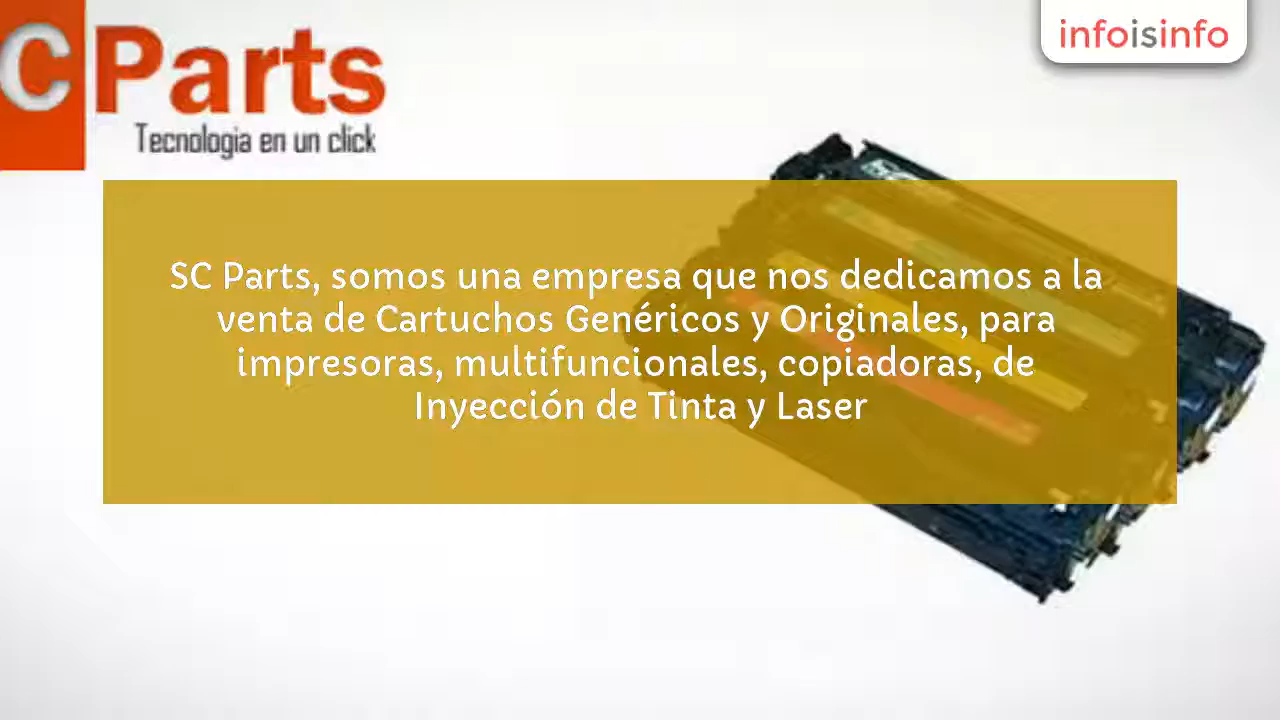 CParts
Tecnologia en un click
infoisinfo
SC Parts, somos una empresa que nos dedicamos a la
venta de Cartuchos Genéricos y Originales, para
impresoras, multifuncionales, copiadoras, de
Inyección de Tinta y Laser